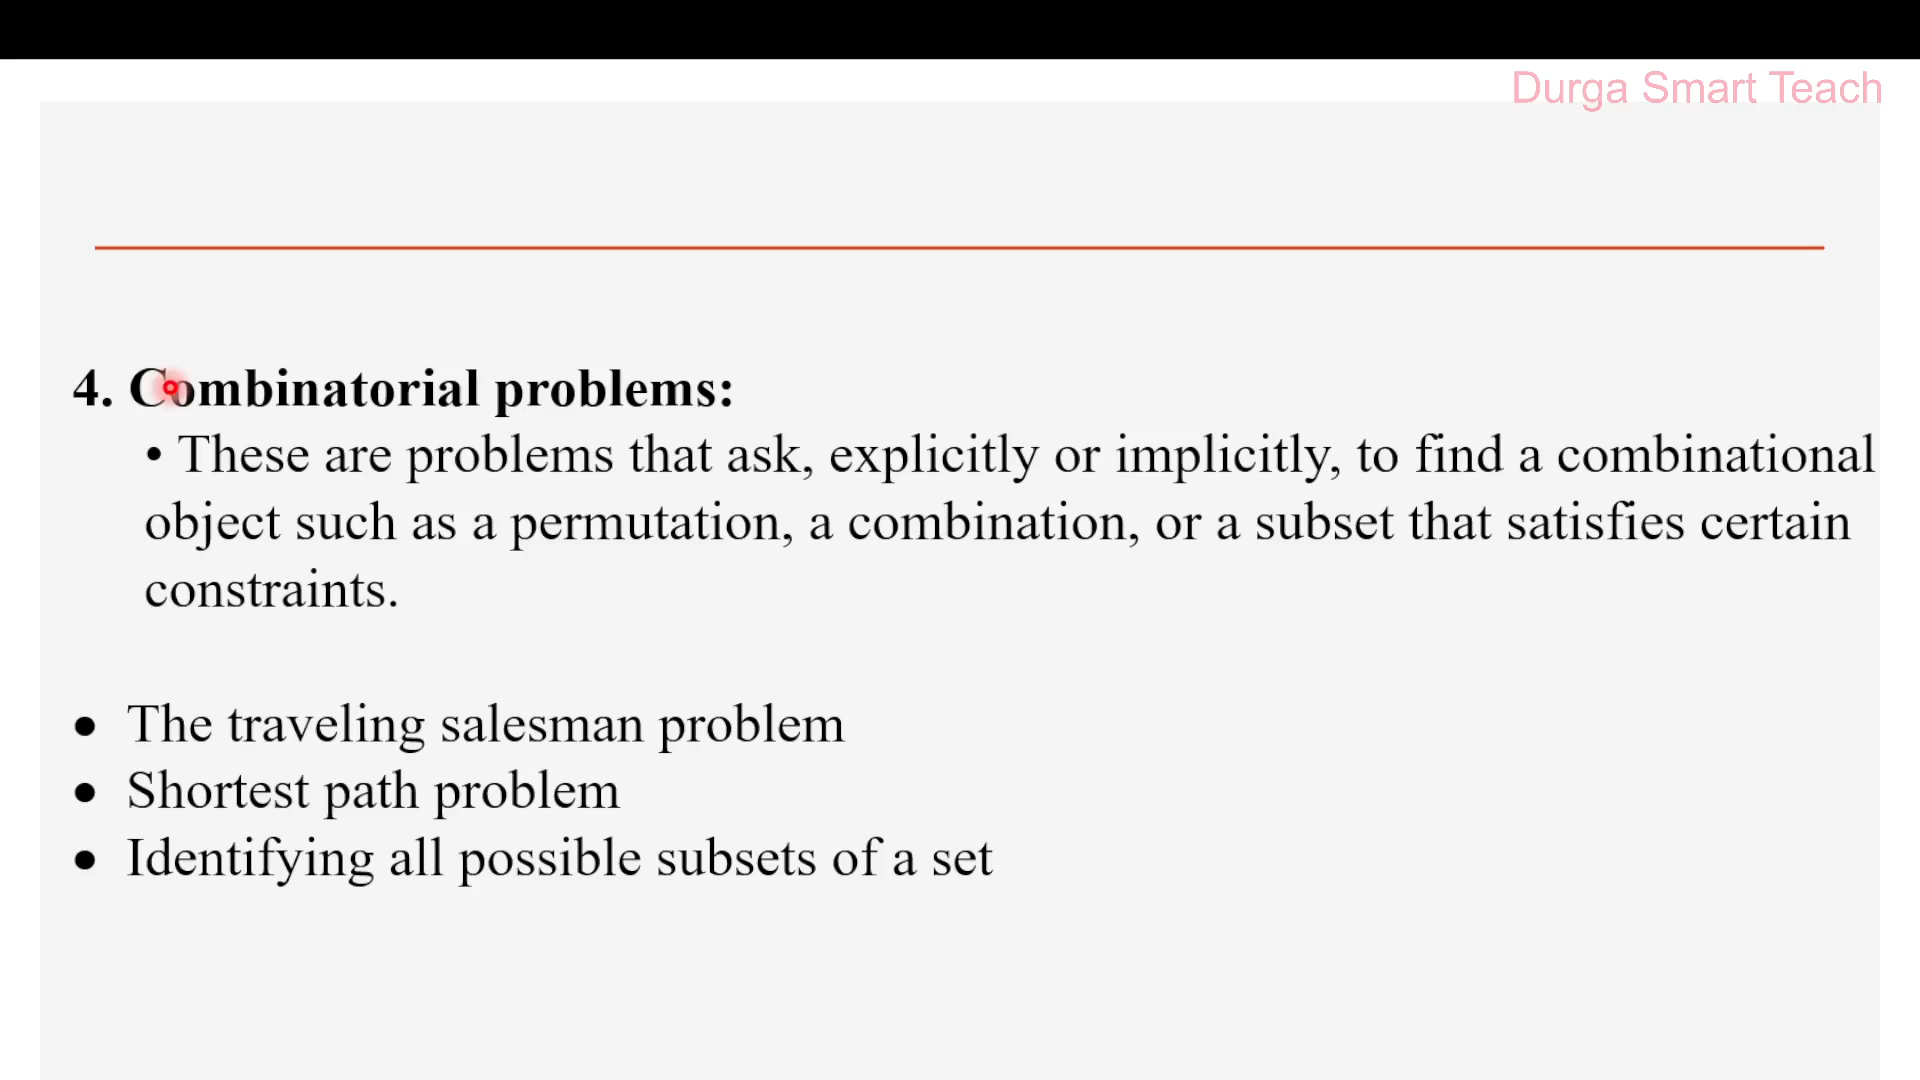 Durga Smart Teach
4. Combinatorial problems:
• These are problems that ask, explicitly or implicitly, to find a combinational
object such as a permutation, a combination, or a subset that satisfies certain
constraints.
• The traveling salesman problem
• Shortest path problem
• Identifying all possible subsets of a set